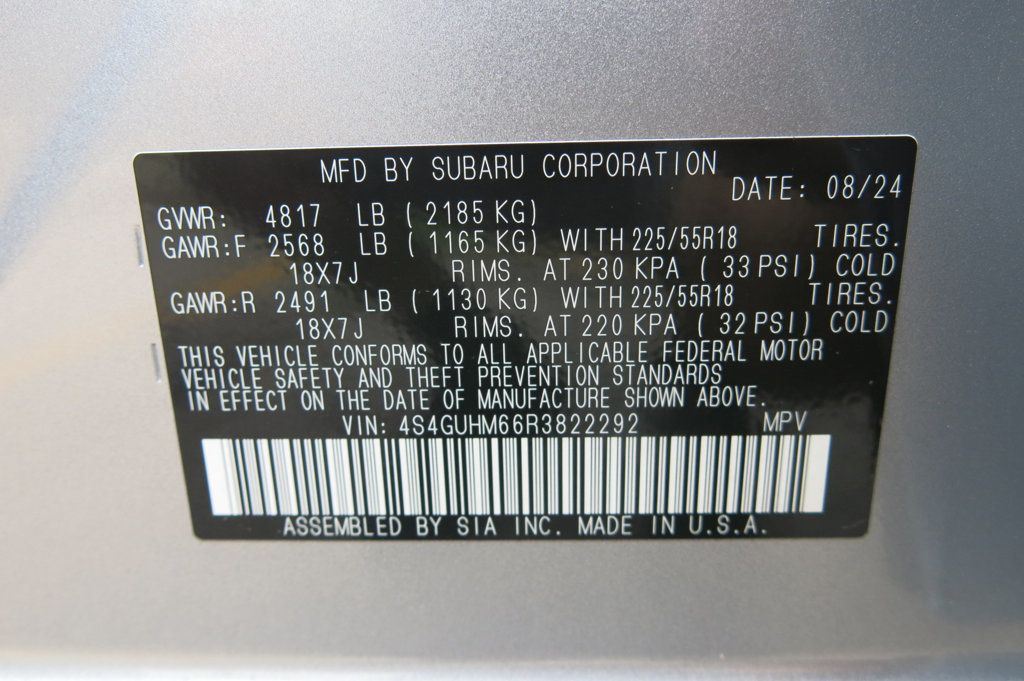 MFD BY SUBARU CORPORATION
DATE: 08/24
GVWR: 4817 LB ( 2185 KG)
GAWR:F 2568 LB ( 1165 KG) WITH 225/55R18 TIRES.
18X7J RIMS. AT 230 KPA ( 33 PSI) COLD
GAWR:R 2491 LB ( 1130 KG) WITH 225/55R18 TIRES.
18X7J RIMS. AT 220 KPA ( 32 PSI) COLD
THIS VEHICLE CONFORMS TO ALL APPLICABLE FEDERAL MOTOR
VEHICLE SAFETY AND THEFT PREVENTION STANDARDS
IN EFFECT ON THE DATE OF MANUFACTURE SHOWN ABOVE.
VIN: 4S4GUHM66R3822292 MPV
ASSEMBLED BY SIA INC. MADE IN U.S.A.